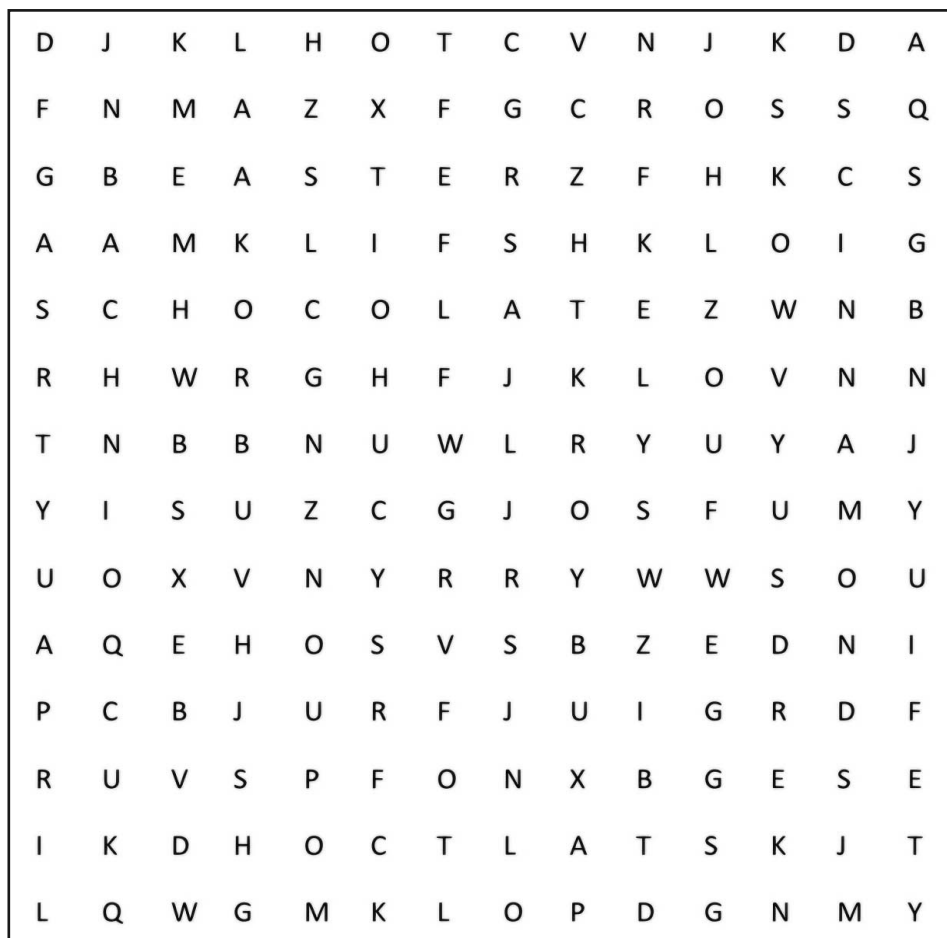 D J K L H O T C V N J K D A
F N M A Z X F G C R O S S Q
G B E A S T E R Z F H K C S
A A M K L I F S H K L O I G
S C H O C O L A T E Z W N B
R H W R G H F J K L O V N N
T N B B N U W L R Y U Y A J
Y I S U Z C G J O S F U M Y
U O X V N Y R R Y W W S O U
A Q E H O S V S B Z E D N I
P C B J U R F J U I G R D F
R U V S P F O N X B G E S E
I K D H O C T L A T S K J T
L Q W G M K L O P D G N M Y